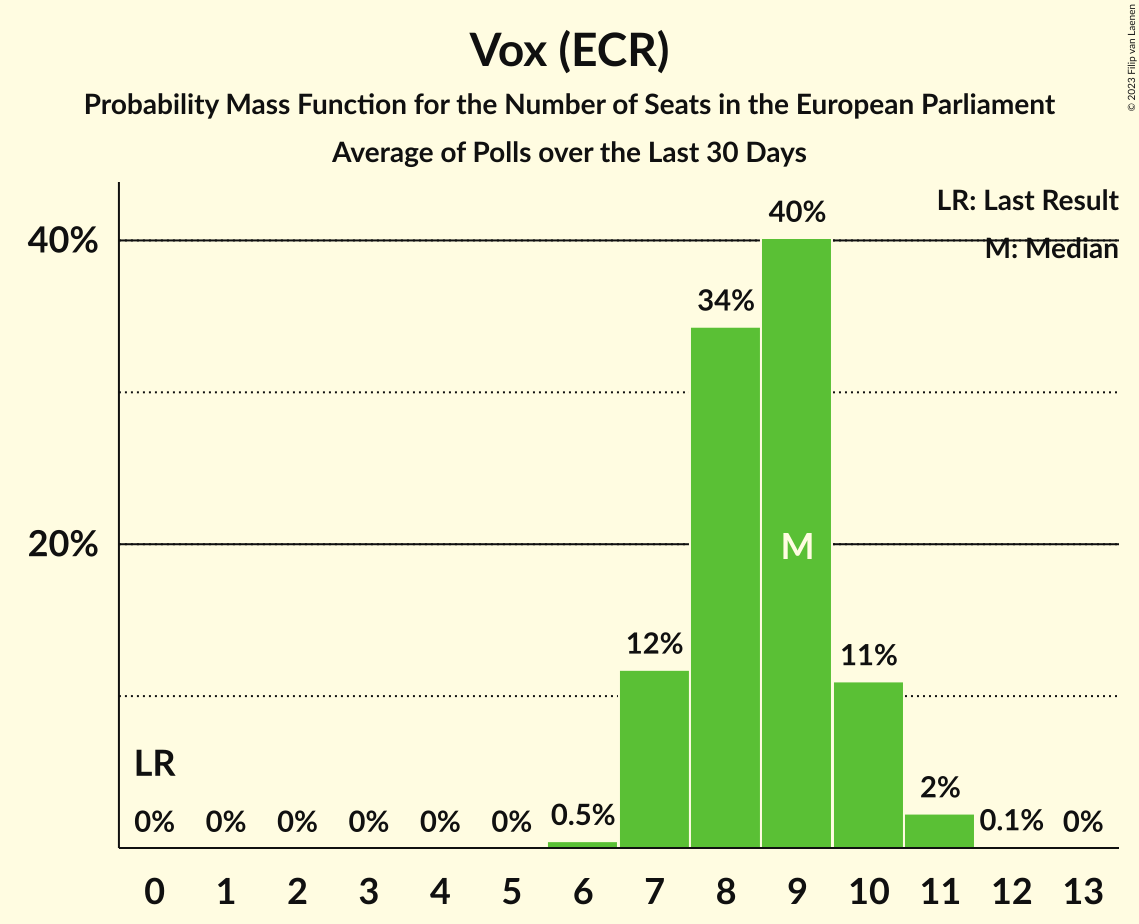 Vox (ECR)
Probability Mass Function for the Number of Seats in the European Parliament
Average of Polls over the Last 30 Days
© 2023 Filip van Laenen
LR: Last Result
M: Median
40%
20%
LR
0% 0% 0% 0% 0% 0% 0.5% 12% 34% 40% 11% 2% 0.1% 0%
M
0 1 2 3 4 5 6 7 8 9 10 11 12 13